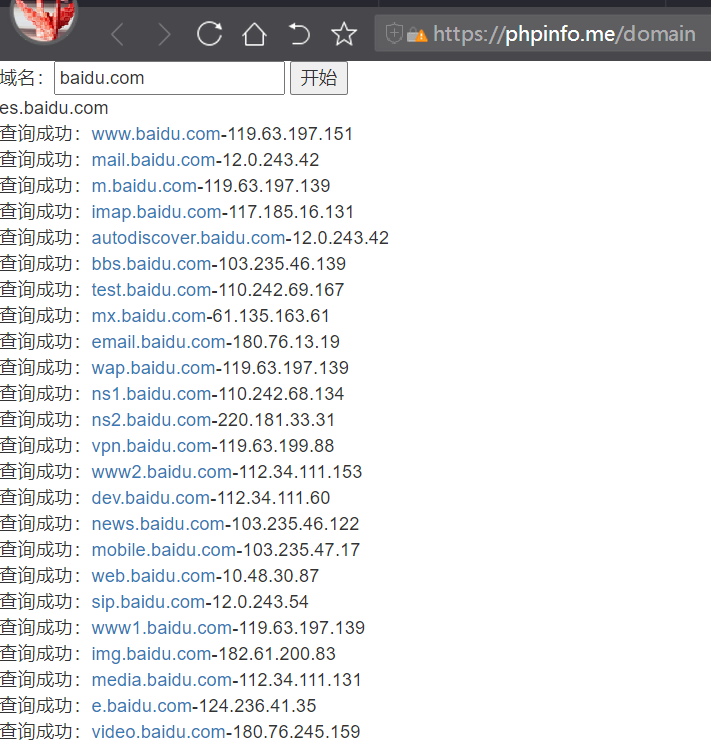 https://phpinfo.me/domain
域名： baidu.com 开始
es.baidu.com
查询成功：www.baidu.com-119.63.197.151
查询成功：mail.baidu.com-12.0.243.42
查询成功：m.baidu.com-119.63.197.139
查询成功：imap.baidu.com-117.185.16.131
查询成功：autodiscover.baidu.com-12.0.243.42
查询成功：bbs.baidu.com-103.235.46.139
查询成功：test.baidu.com-110.242.69.167
查询成功：mx.baidu.com-61.135.163.61
查询成功：email.baidu.com-180.76.13.19
查询成功：wap.baidu.com-119.63.197.139
查询成功：ns1.baidu.com-110.242.68.134
查询成功：ns2.baidu.com-220.181.33.31
查询成功：vpn.baidu.com-119.63.199.88
查询成功：www2.baidu.com-112.34.111.153
查询成功：dev.baidu.com-112.34.111.60
查询成功：news.baidu.com-103.235.46.122
查询成功：mobile.baidu.com-103.235.47.17
查询成功：web.baidu.com-10.48.30.87
查询成功：sip.baidu.com-12.0.243.54
查询成功：www1.baidu.com-119.63.197.139
查询成功：img.baidu.com-182.61.200.83
查询成功：media.baidu.com-112.34.111.131
查询成功：e.baidu.com-124.236.41.35
查询成功：video.baidu.com-180.76.245.159